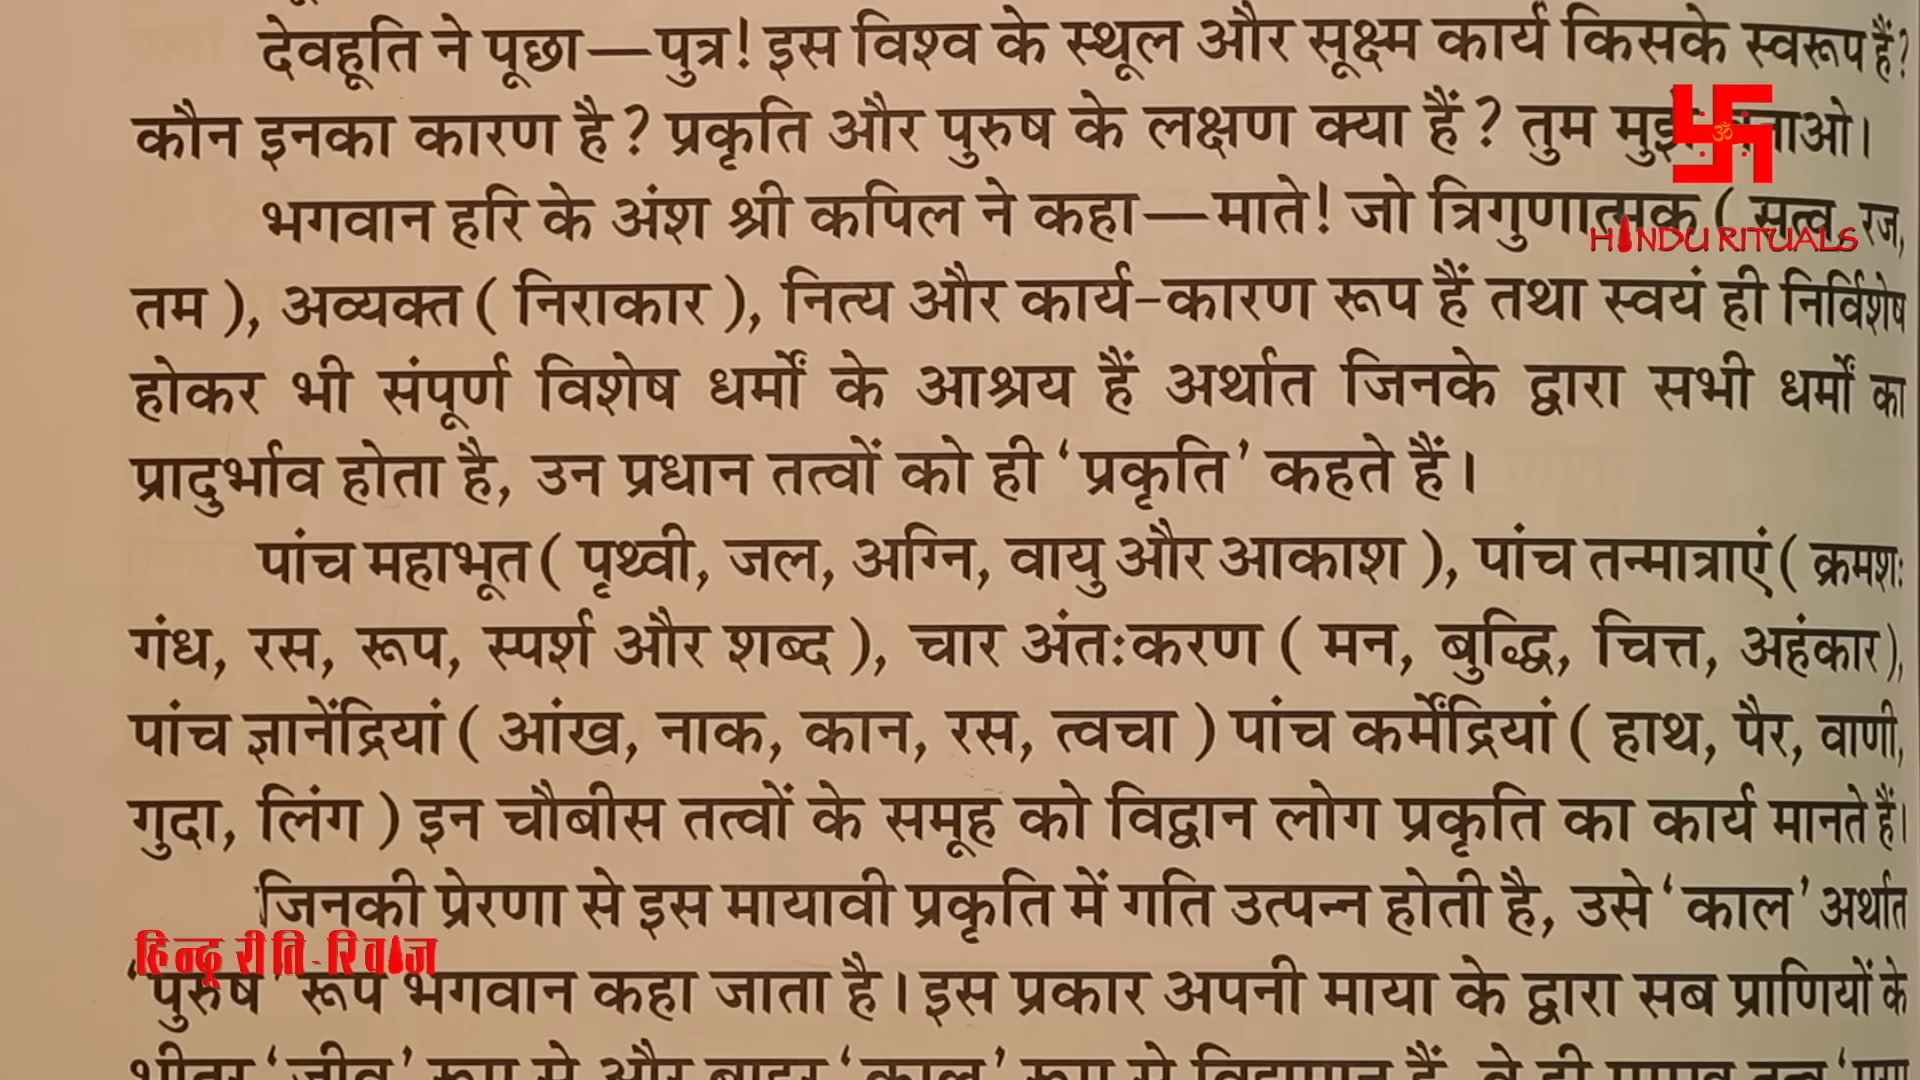 देवहूति ने पूछा—पुत्र! इस विश्व के स्थूल और सूक्ष्म कार्य किसके स्वरूप हैं?
कौन इनका कारण है? प्रकृति और पुरुष के लक्षण क्या हैं? तुम
ॐ
भगवान हरि के अंश श्री कपिल ने कहा—माते! जो त्रिगुणात्मक ( सत्व, रज,
HINDU RITUALS
तम ), अव्यक्त ( निराकार ), नित्य और कार्य-कारण रूप हैं तथा स्वयं ही निर्विशेष
होकर भी संपूर्ण विशेष धर्मों के आश्रय हैं अर्थात जिनके द्वारा सभी धर्मों का
प्रादुर्भाव होता है, उन प्रधान तत्वों को ही ‘प्रकृति’ कहते हैं।
पांच महाभूत ( पृथ्वी, जल, अग्नि, वायु और आकाश ), पांच तन्मात्राएं ( क्रमशः
गंध, रस, रूप, स्पर्श और शब्द ), चार अंतःकरण ( मन, बुद्धि, चित्त, अहंकार ),
पांच ज्ञानेंद्रियां ( आंख, नाक, कान, रस, त्वचा ) पांच कर्मेंद्रियां ( हाथ, पैर, वाणी,
गुदा, लिंग ) इन चौबीस तत्वों के समूह को विद्वान लोग प्रकृति का कार्य मानते हैं।
जिनकी प्रेरणा से इस मायावी प्रकृति में गति उत्पन्न होती है, उसे ‘काल’ अर्थात
हिन्दू रीति-रिवाज
‘पुरुष’ रूप भगवान कहा जाता है। इस प्रकार अपनी माया के द्वारा सब प्राणियों के